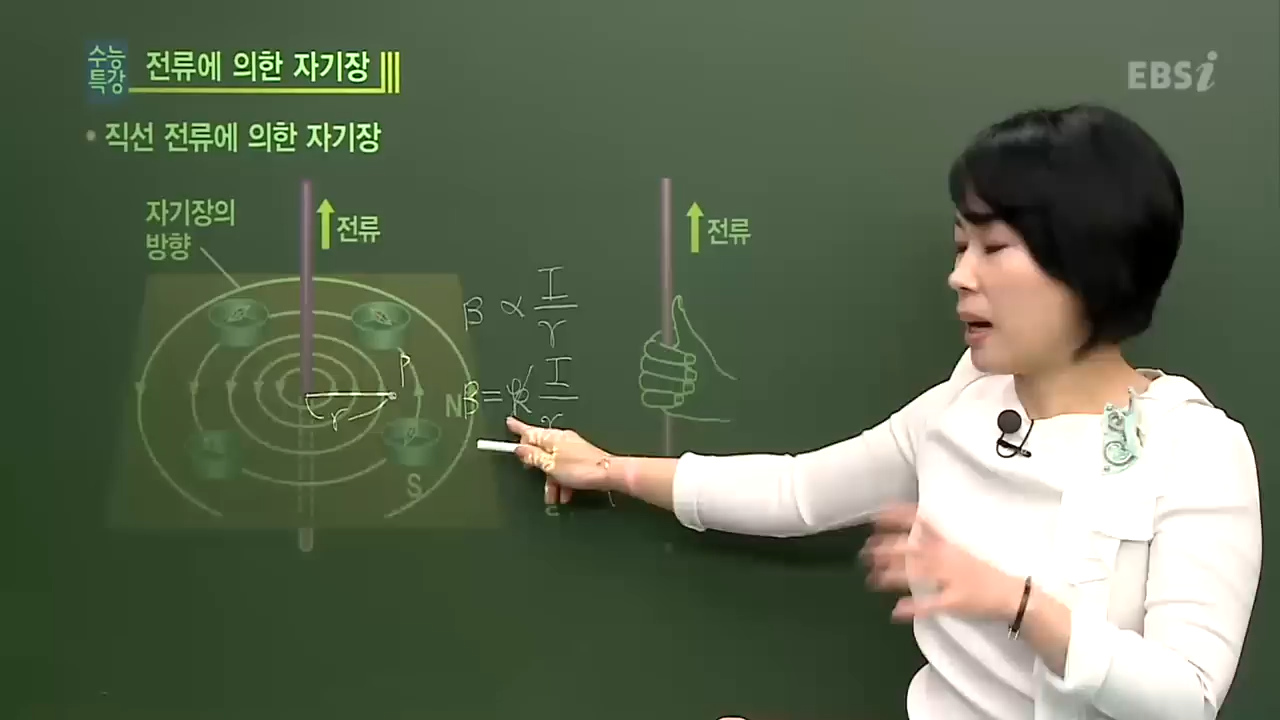 수능
특강
전류에 의한 자기장
EBSi
• 직선 전류에 의한 자기장
자기장의
방향
전류
전류
B ∝ I/r
P
B = k I/r
N
r
S